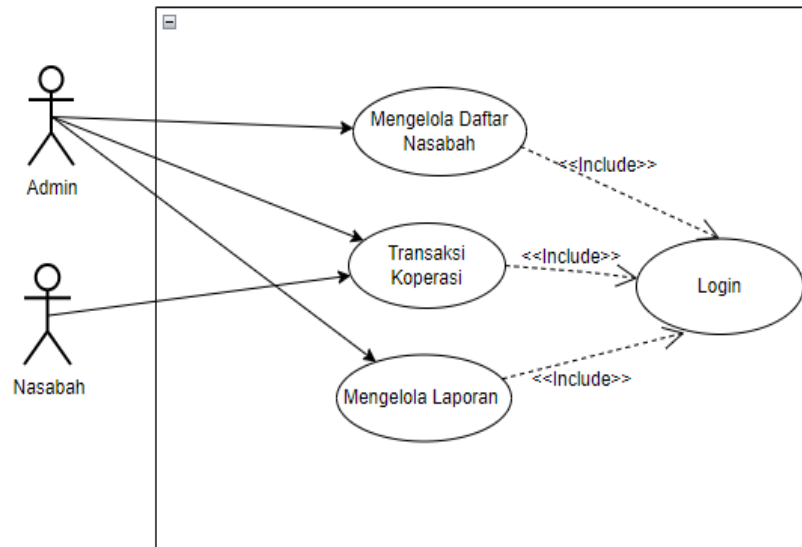 Admin
Nasabah
Mengelola Daftar
Nasabah
<<Include>>
Transaksi
Koperasi
<<Include>>
Login
Mengelola Laporan
<<Include>>